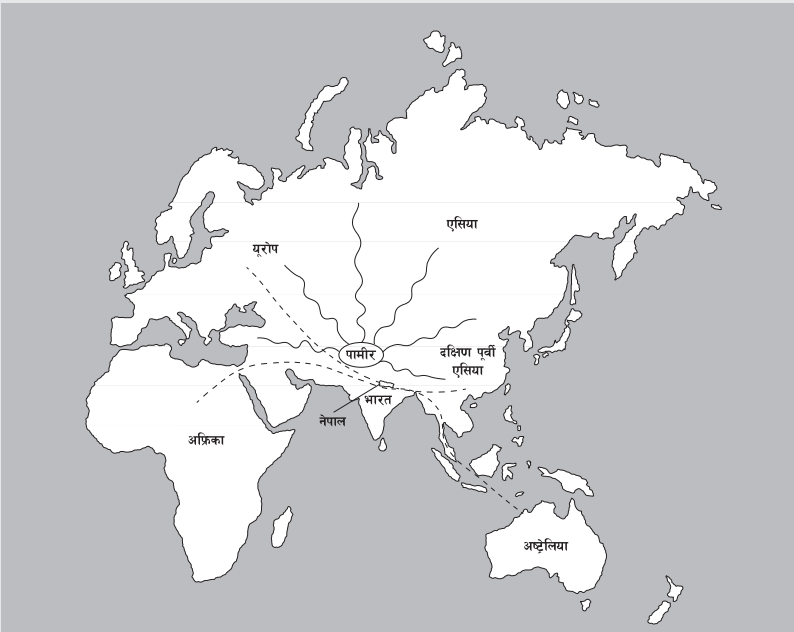 एसिया
यूरोप
पामीर
दक्षिण पूर्वी
एसिया
भारत
नेपाल
अफ्रिका
अष्ट्रेलिया